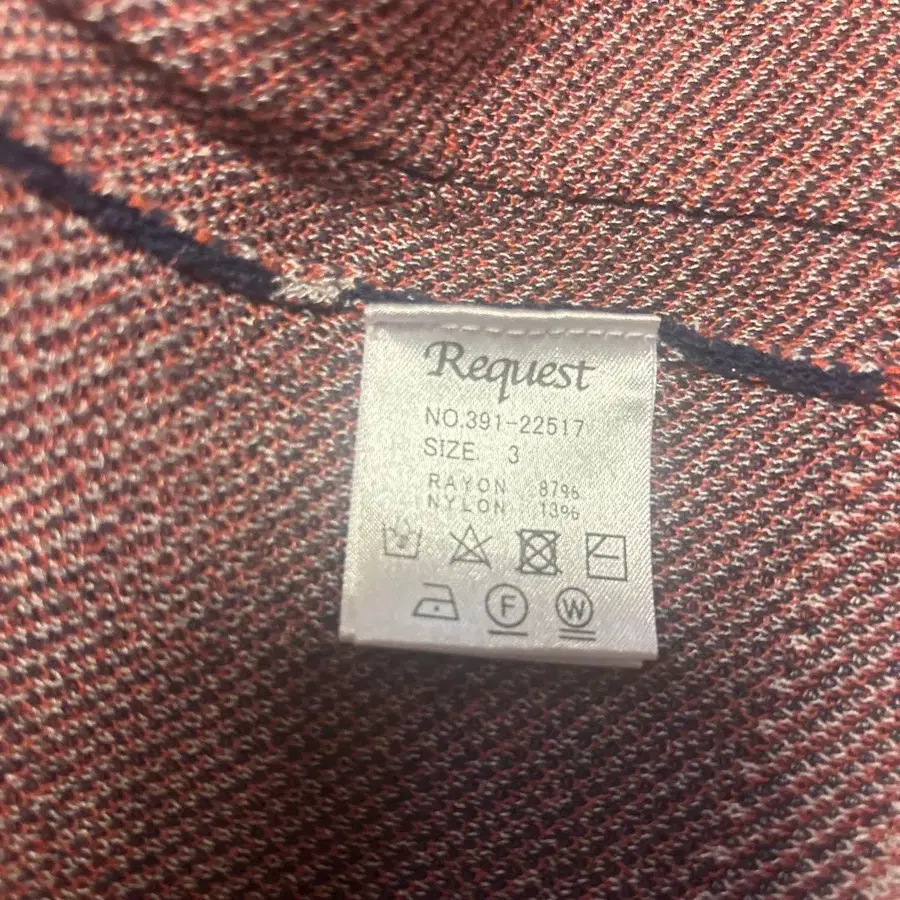 Request
NO.391-22517
SIZE. 3
RAYON 87%
NYLON 13%
F W